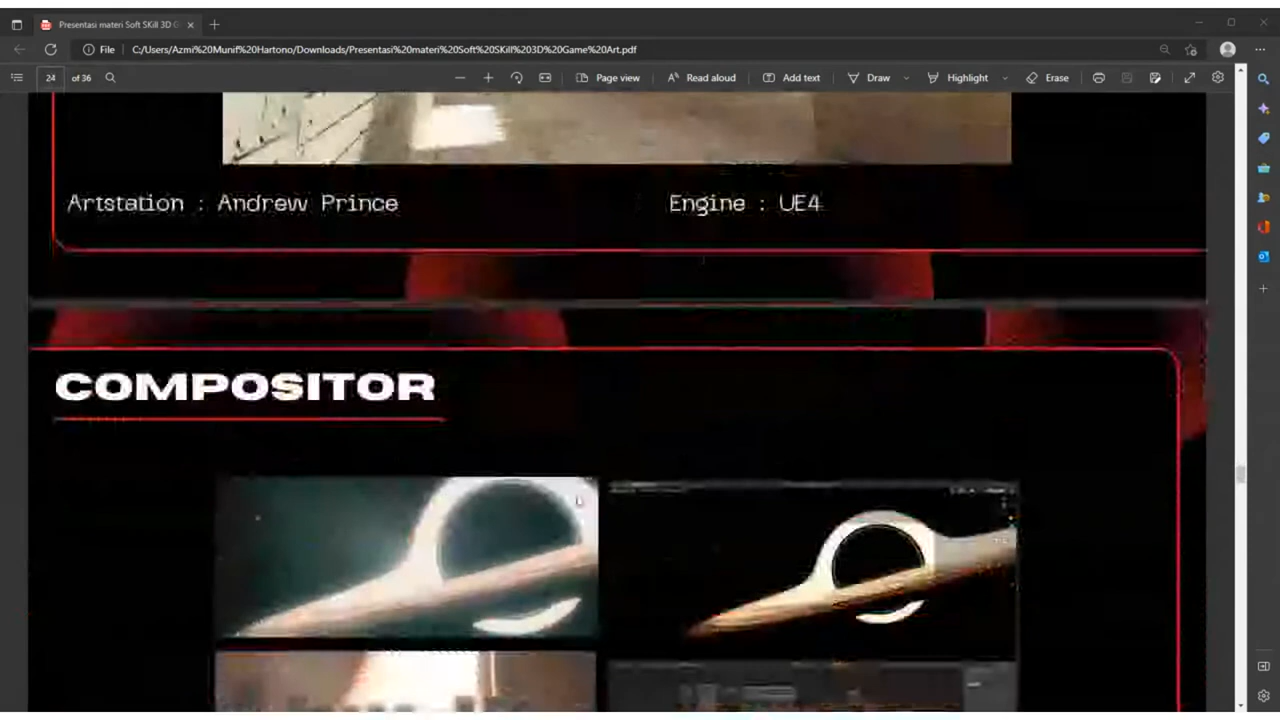 Presentasi materi Soft SKill 3D G
File
C:/Users/Azmi%20Munif%20Hartono/Downloads/Presentasi%20materi%20Soft%20SKill%203D%20Game%20Art.pdf
24 of 36
Page view
Read aloud
Add text
Draw
Highlight
Erase
Artstation : Andrew Prince
Engine : UE4
COMPOSITOR